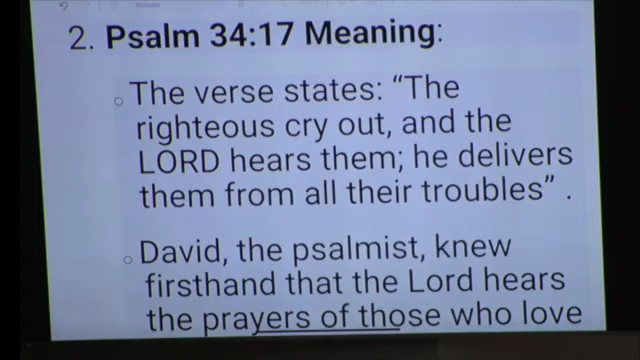 Roboto
2. Psalm 34:17 Meaning:
○ The verse states: “The
righteous cry out, and the
LORD hears them; he delivers
them from all their troubles” .
○ David, the psalmist, knew
firsthand that the Lord hears
the prayers of those who love